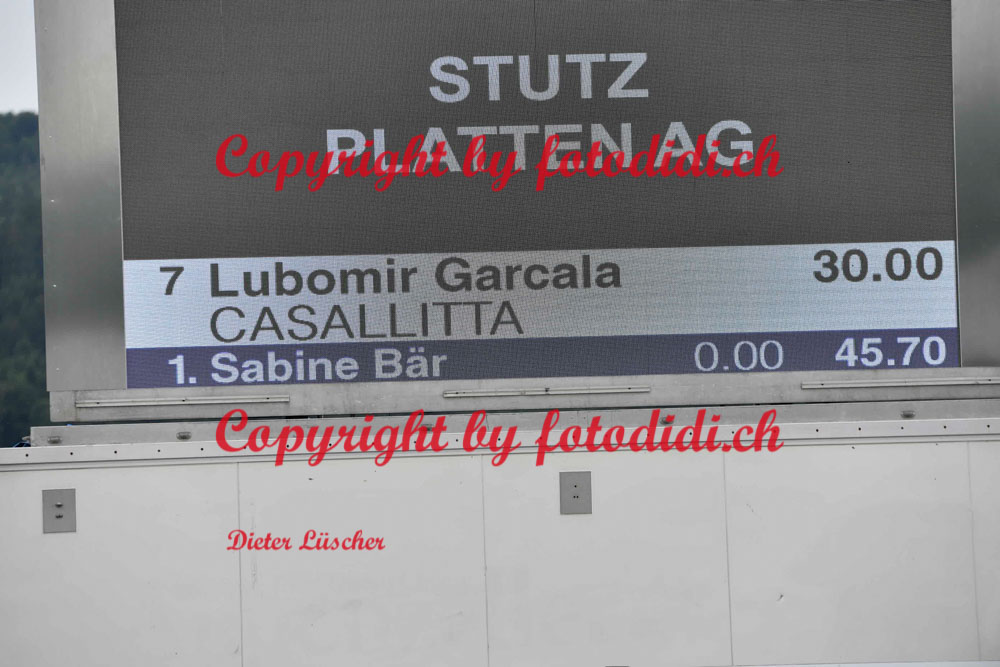 STUTZ
PLATTEN AG
Copyright by fotodidi.ch
7 Lubomir Garcala 30.00
CASALLITTA
1. Sabine Bär 0.00 45.70
Copyright by fotodidi.ch
Dieter Lüscher